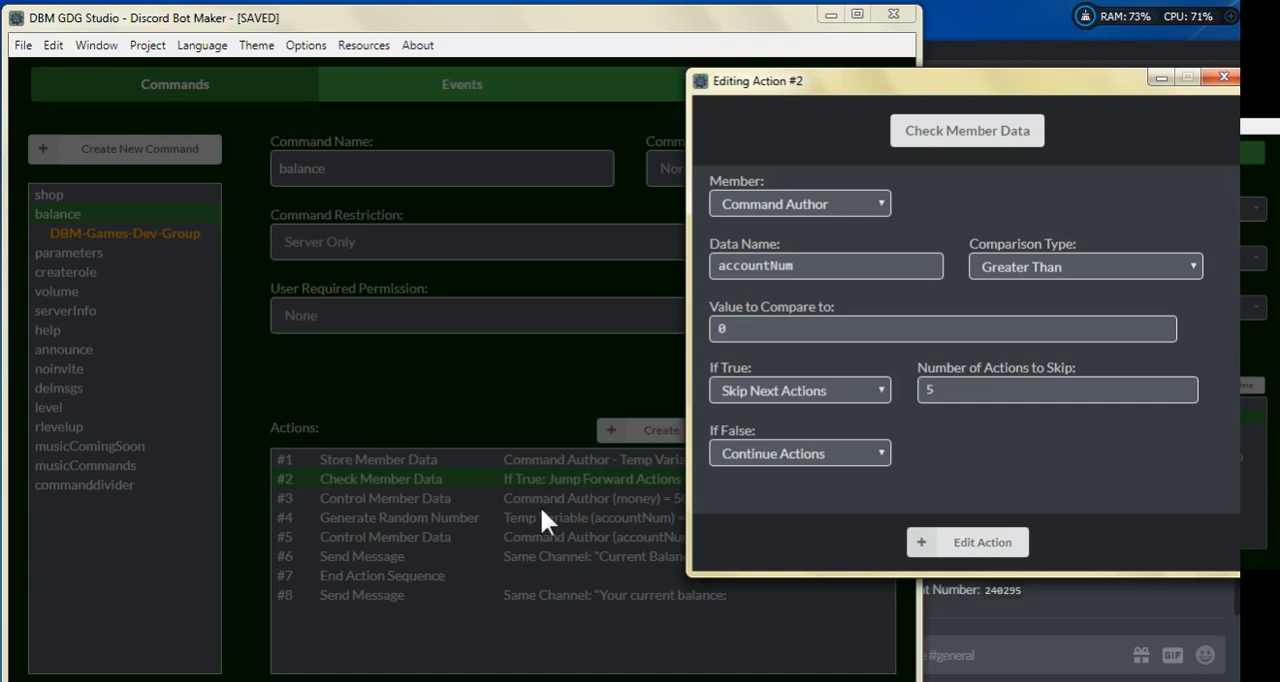 DBM GDG Studio - Discord Bot Maker - [SAVED]
RAM: 73% CPU: 71%
File Edit Window Project Language Theme Options Resources About
Commands Events
Editing Action #2
Check Member Data
Create New Command
Command Name:
balance
Command Restriction:
Server Only
User Required Permission:
None
shop
balance
DBM-Games-Dev-Group
parameters
createrole
volume
serverInfo
help
announce
noinvite
delmsgs
level
rlevelup
musicComingSoon
musicCommands
commanddivider
Member:
Command Author
Data Name:
accountNum
Comparison Type:
Greater Than
Value to Compare to:
0
If True:
Skip Next Actions
Number of Actions to Skip:
5
If False:
Continue Actions
Edit Action
Actions:
Create
#1 Store Member Data Command Author - Temp Varia
#2 Check Member Data If True: Jump Forward Actions
#3 Control Member Data Command Author (money) = 50
#4 Generate Random Number Temp Variable (accountNum) =
#5 Control Member Data Command Author (accountNu
#6 Send Message Same Channel: "Current Balan
#7 End Action Sequence
#8 Send Message Same Channel: "Your current balance:
t Number: 240295
e #general
GIF